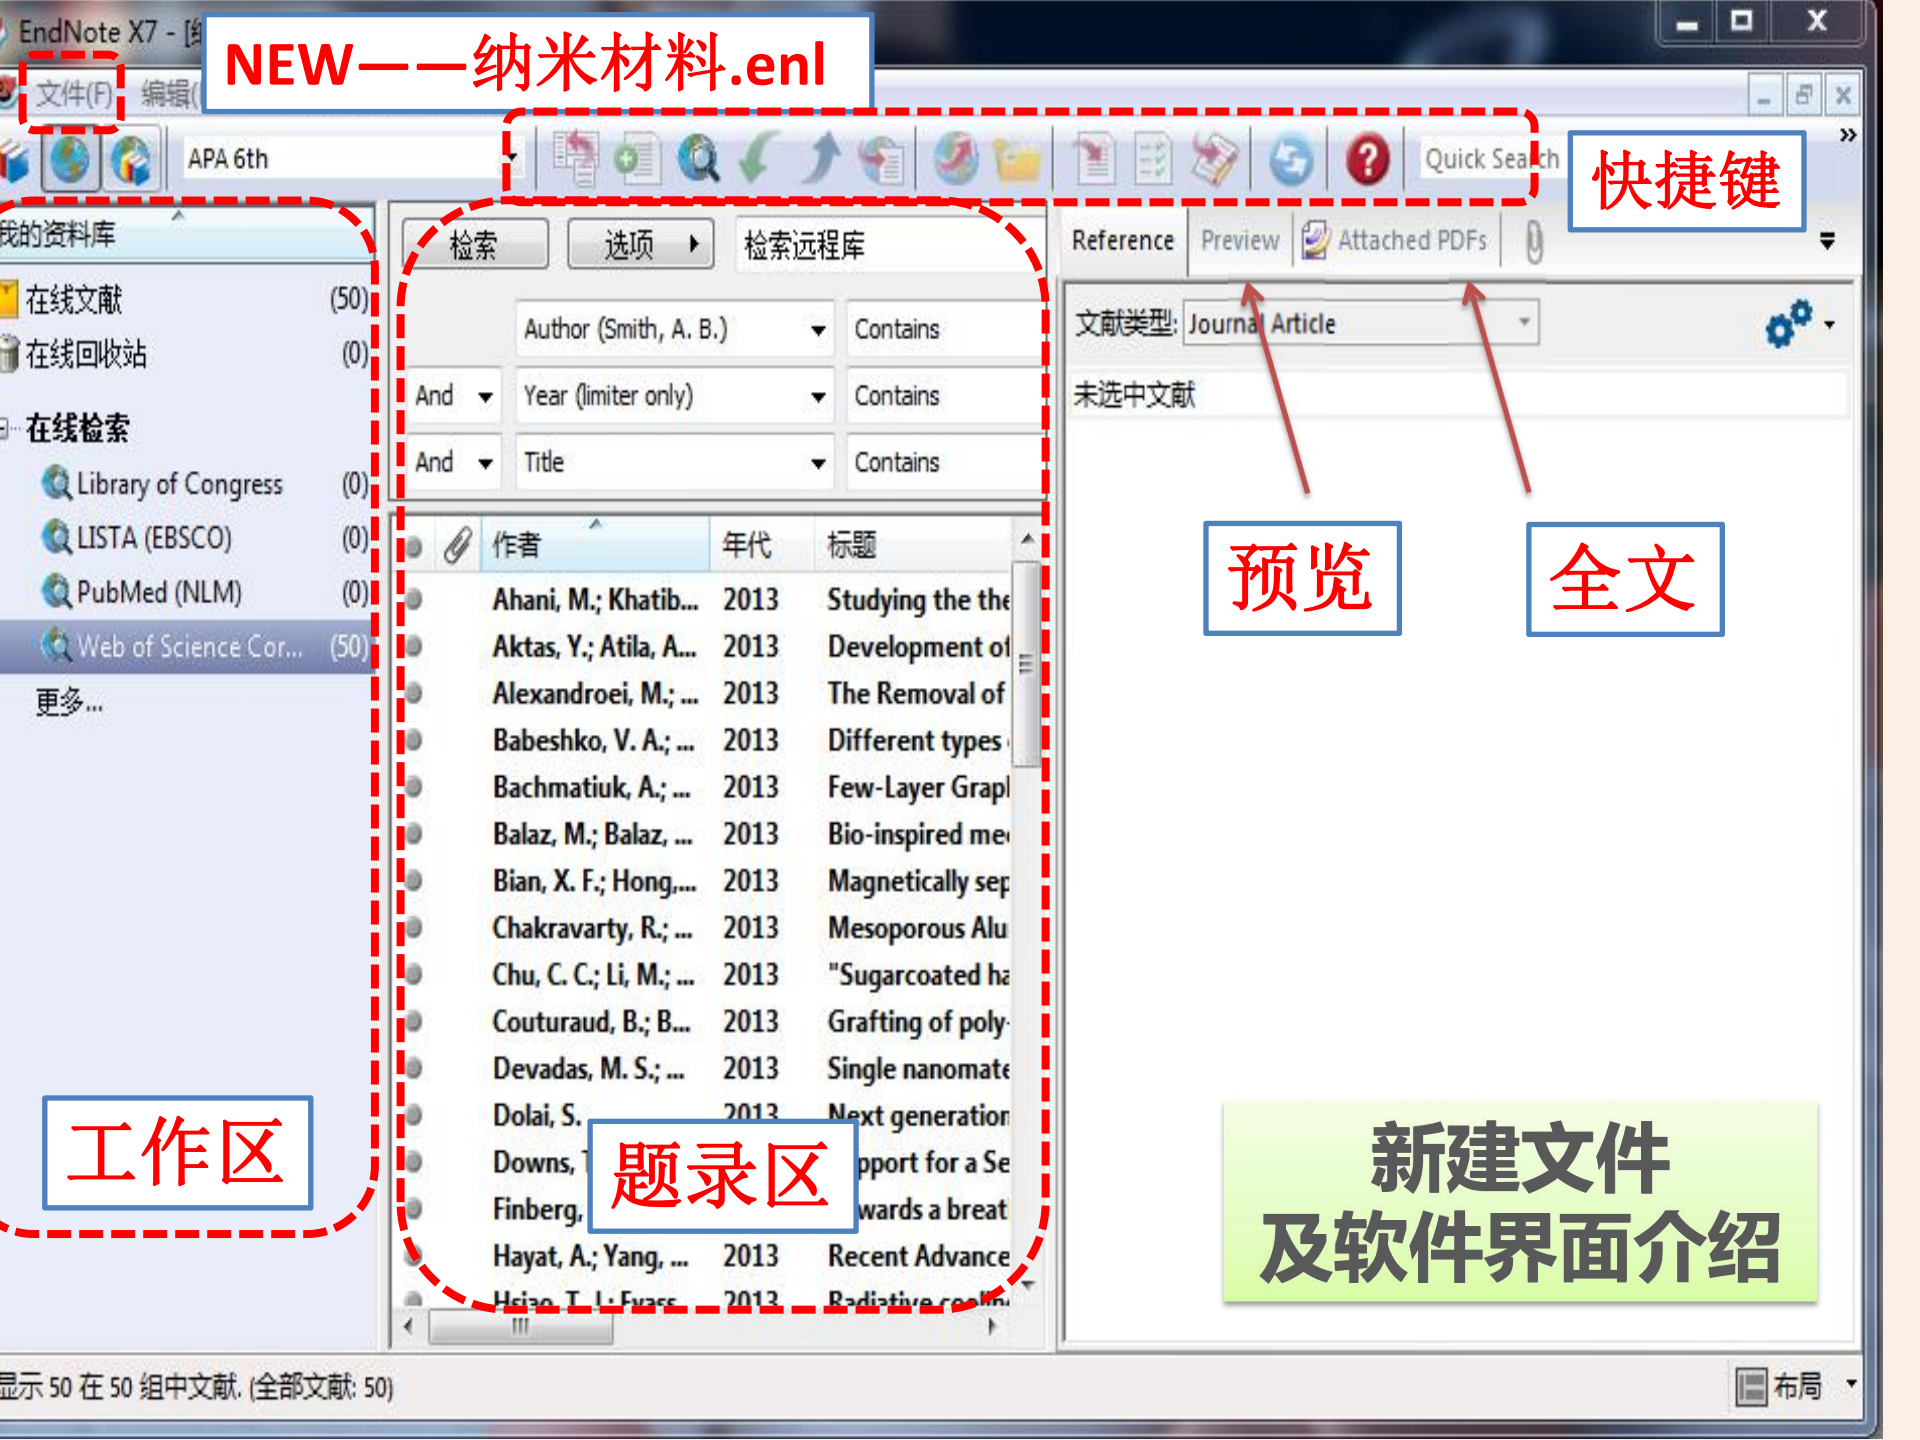 EndNote X7 - [
NEW——纳米材料.enl
文件(F) 编辑(
APA 6th
Quick Search
快捷键
»
我的资料库
在线文献 (50)
在线回收站 (0)
在线检索
Library of Congress (0)
LISTA (EBSCO) (0)
PubMed (NLM) (0)
Web of Science Cor... (50)
更多...
工作区
检索 选项 检索远程库
Author (Smith, A. B.) Contains
And Year (limiter only) Contains
And Title Contains
作者 年代 标题
Ahani, M.; Khatib... 2013 Studying the the
Aktas, Y.; Atila, A... 2013 Development of
Alexandroei, M.; ... 2013 The Removal of
Babeshko, V. A.; ... 2013 Different types
Bachmatiuk, A.; ... 2013 Few-Layer Grap
Balaz, M.; Balaz, ... 2013 Bio-inspired me
Bian, X. F.; Hong,... 2013 Magnetically sep
Chakravarty, R.; ... 2013 Mesoporous Alu
Chu, C. C.; Li, M.; ... 2013 "Sugarcoated ha
Couturaud, B.; B... 2013 Grafting of poly-
Devadas, M. S.; ... 2013 Single nanomate
Dolai, S. 2013 Next generation
Downs, pport for a Se
Finberg, wards a breat
Hayat, A.; Yang, ... 2013 Recent Advance
Hsiao, T. J.; Evass 2013 Radiative coolin
题录区
Reference Preview Attached PDFs
文献类型: Journal Article
未选中文献
预览 全文
新建文件
及软件界面介绍
显示 50 在 50 组中文献. (全部文献: 50)
布局